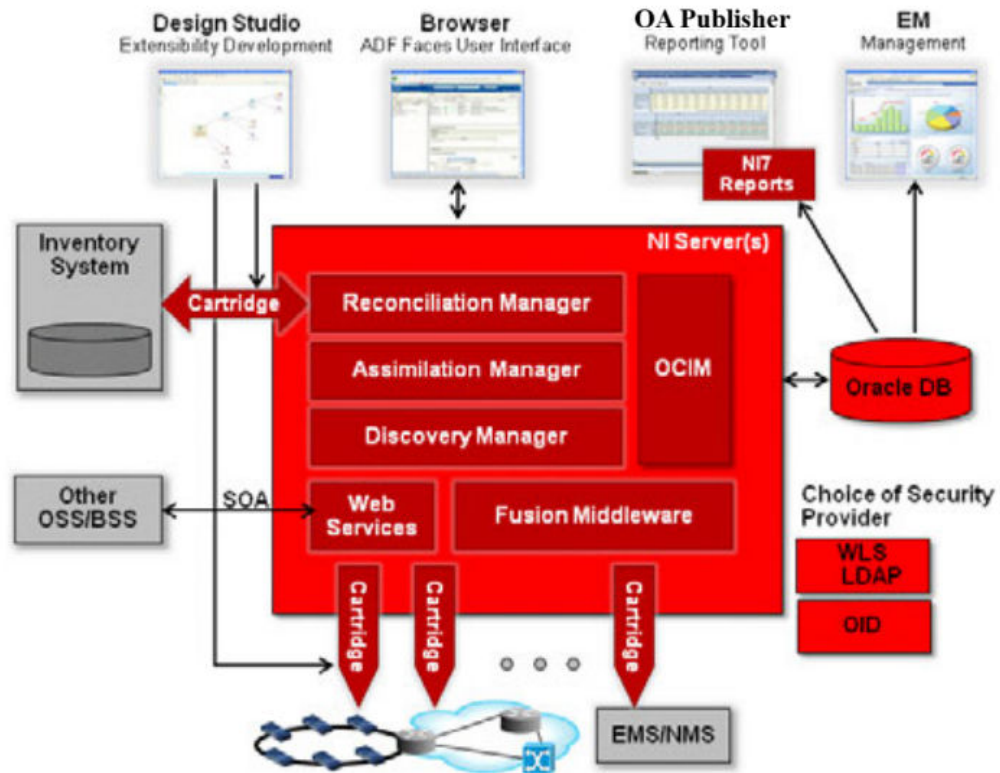 Design Studio
Extensibility Development
Browser
ADF Faces User Interface
OA Publisher
Reporting Tool
EM
Management
NI7
Reports
Inventory
System
Cartridge
NI Server(s)
Reconciliation Manager
Assimilation Manager
Discovery Manager
OCIM
Oracle DB
Other
OSS/BSS
SOA
Web
Services
Fusion Middleware
Choice of Security
Provider
WLS
LDAP
OID
Cartridge
Cartridge
Cartridge
EMS/NMS